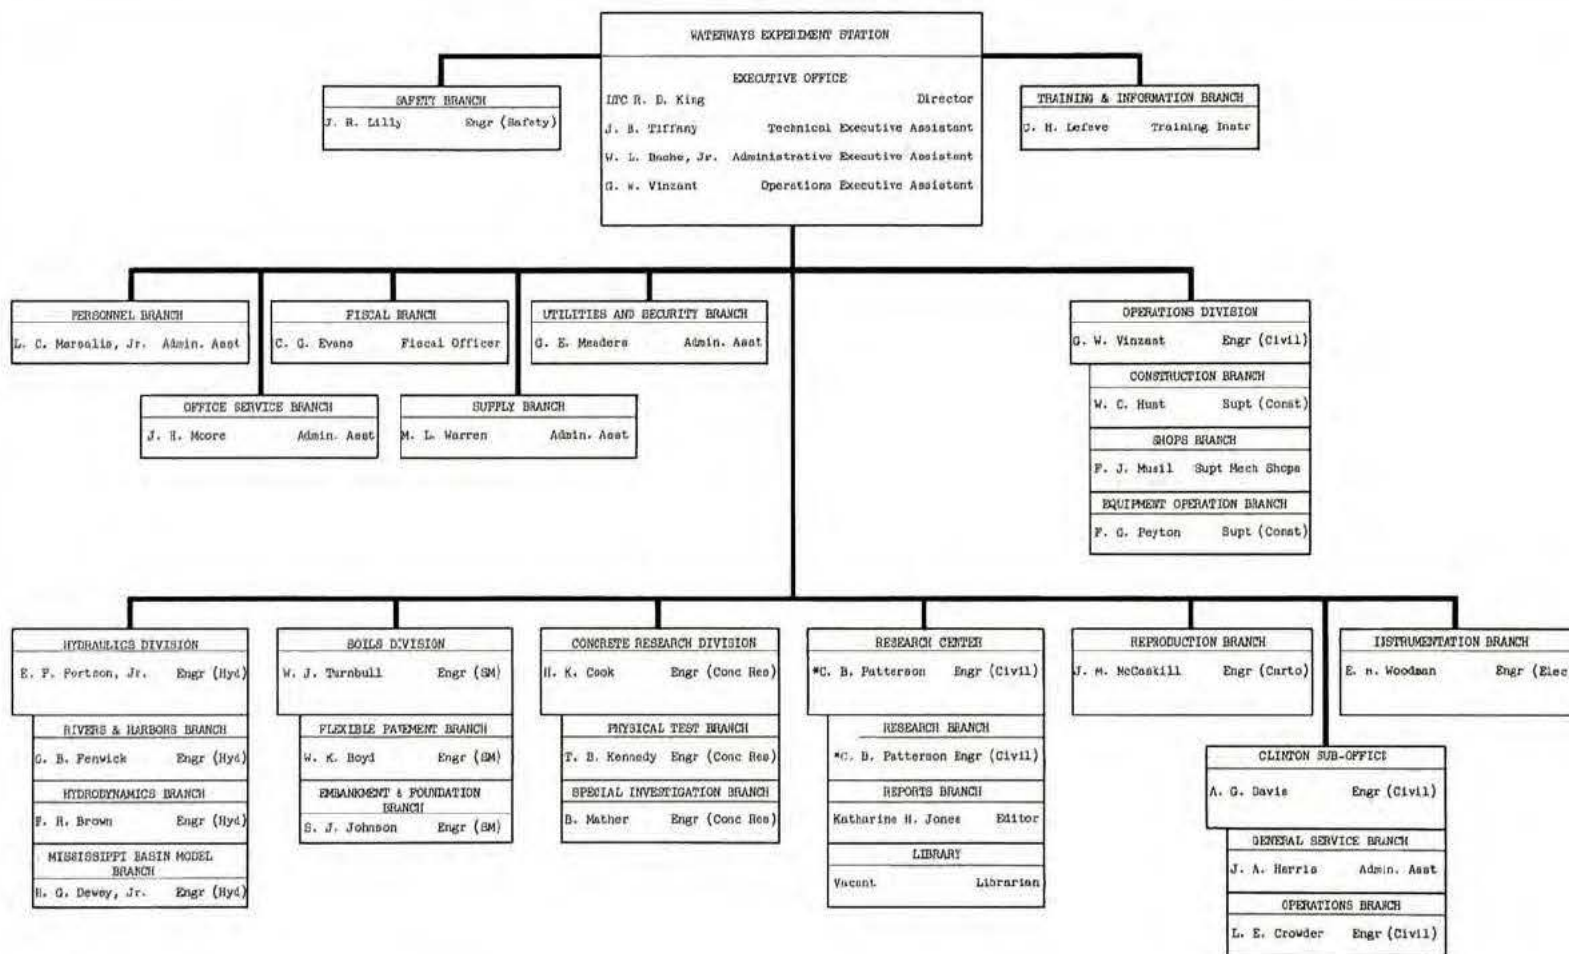 WATERWAYS EXPERIMENT STATION
EXECUTIVE OFFICE
LTC R. D. King Director
J. B. Tiffany Technical Executive Assistant
W. L. Bache, Jr. Administrative Executive Assistant
G. W. Vinzant Operations Executive Assistant
SAFETY BRANCH
J. R. Lilly Engr (Safety)
TRAINING & INFORMATION BRANCH
C. H. Lefeve Training Instr
PERSONNEL BRANCH
L. C. Marsalis, Jr. Admin. Asst
FISCAL BRANCH
C. G. Evans Fiscal Officer
UTILITIES AND SECURITY BRANCH
G. E. Meaders Admin. Asst
OFFICE SERVICE BRANCH
J. H. Moore Admin. Asst
SUPPLY BRANCH
M. L. Warren Admin. Asst
OPERATIONS DIVISION
G. W. Vinzant Engr (Civil)
CONSTRUCTION BRANCH
W. C. Hust Supt (Const)
SHOPS BRANCH
F. J. Musil Supt Mech Shops
EQUIPMENT OPERATION BRANCH
F. G. Peyton Supt (Const)
HYDRAULICS DIVISION
E. P. Fortson, Jr. Engr (Hyd)
RIVERS & HARBORS BRANCH
G. B. Fenwick Engr (Hyd)
HYDRODYNAMICS BRANCH
F. R. Brown Engr (Hyd)
MISSISSIPPI BASIN MODEL
BRANCH
H. G. Dewey, Jr. Engr (Hyd)
SOILS DIVISION
W. J. Turnbull Engr (SM)
FLEXIBLE PAVEMENT BRANCH
W. K. Boyd Engr (SM)
EMBANKMENT & FOUNDATION
BRANCH
S. J. Johnson Engr (SM)
CONCRETE RESEARCH DIVISION
H. K. Cook Engr (Conc Res)
PHYSICAL TEST BRANCH
T. B. Kennedy Engr (Conc Res)
SPECIAL INVESTIGATION BRANCH
B. Mather Engr (Conc Res)
RESEARCH CENTER
*C. B. Patterson Engr (Civil)
RESEARCH BRANCH
*C. B. Patterson Engr (Civil)
REPORTS BRANCH
Katharine H. Jones Editor
LIBRARY
Vacant Librarian
REPRODUCTION BRANCH
J. M. McCaskill Engr (Carto)
INSTRUMENTATION BRANCH
E. H. Woodman Engr (Elec
CLINTON SUB-OFFICE
A. G. Davis Engr (Civil)
GENERAL SERVICE BRANCH
J. A. Harris Admin. Asst
OPERATIONS BRANCH
L. E. Crowder Engr (Civil)